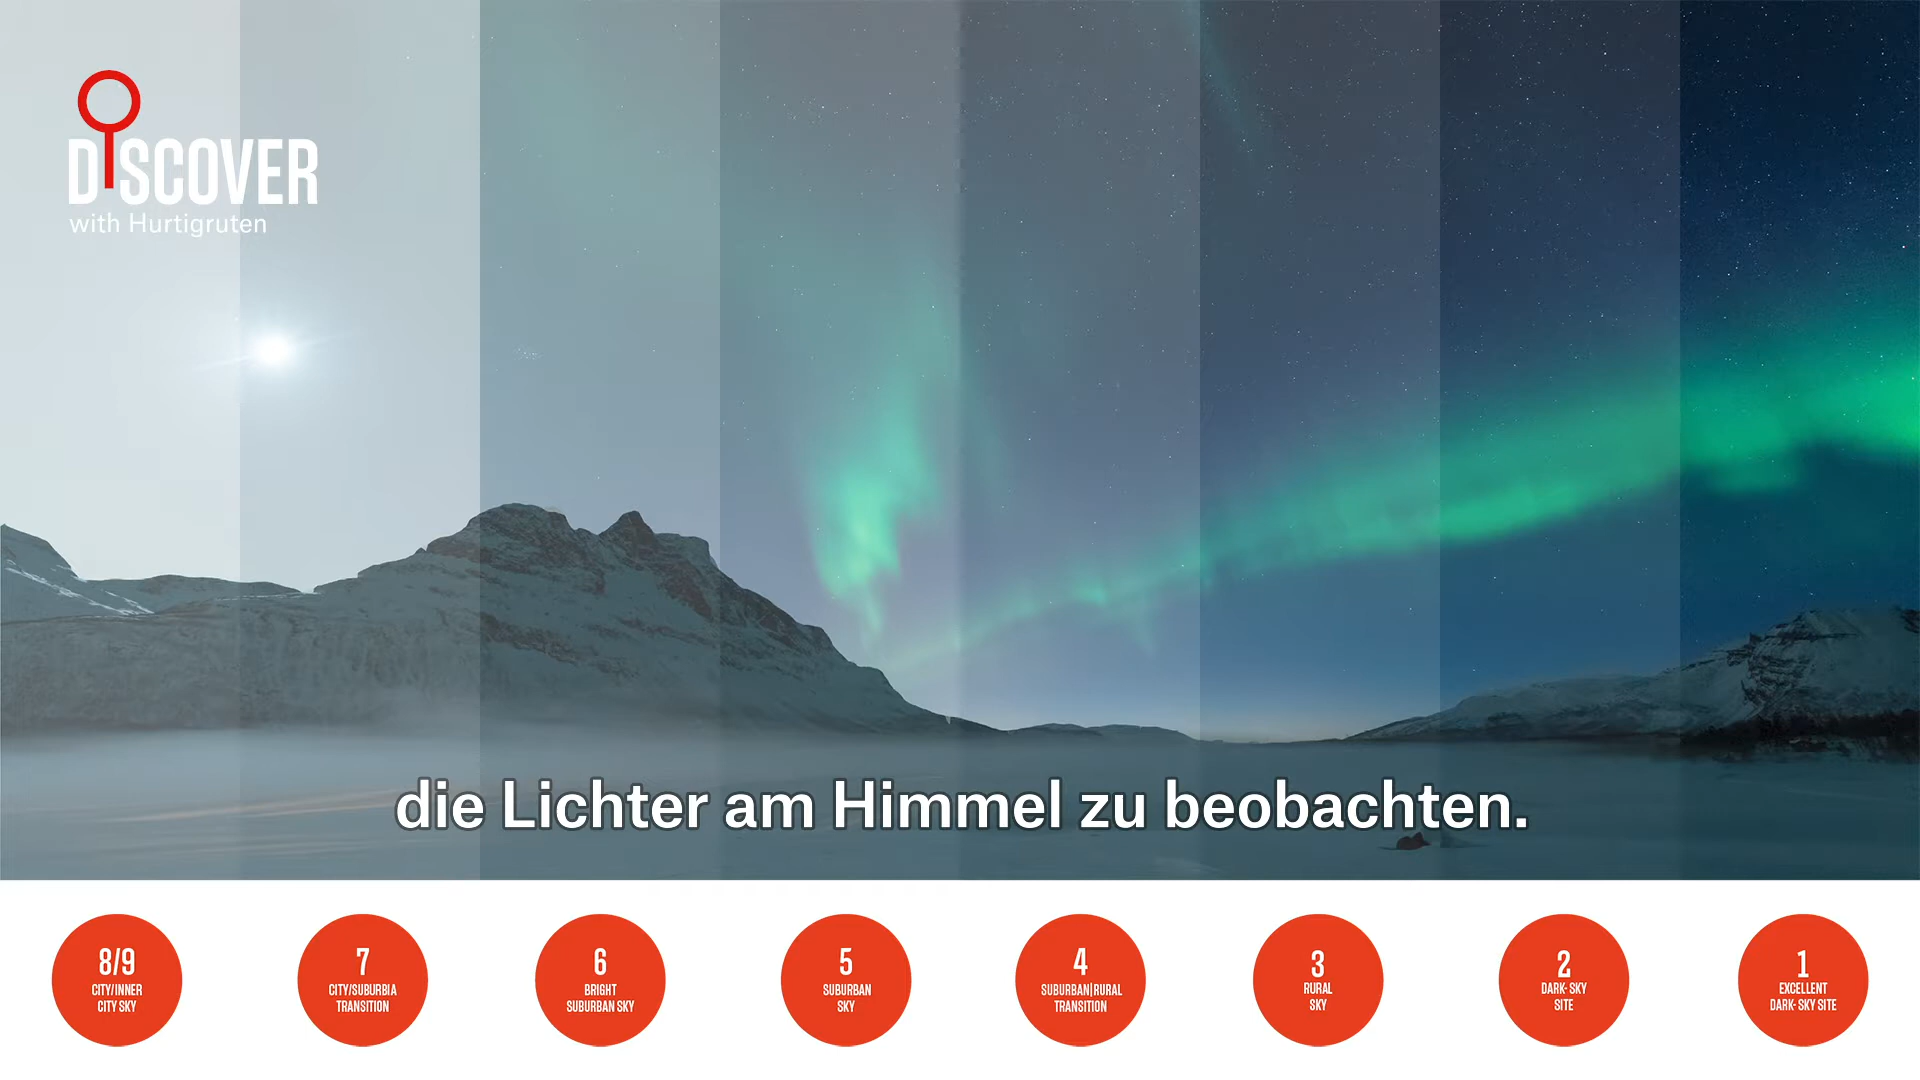 DISCOVER
with Hurtigruten
die Lichter am Himmel zu beobachten.
8/9
CITY/INNER
CITY SKY
7
CITY/SUBURBIA
TRANSITION
6
BRIGHT
SUBURBAN SKY
5
SUBURBAN
SKY
4
SUBURBAN|RURAL
TRANSITION
3
RURAL
SKY
2
DARK- SKY
SITE
1
EXCELLENT
DARK- SKY SITE